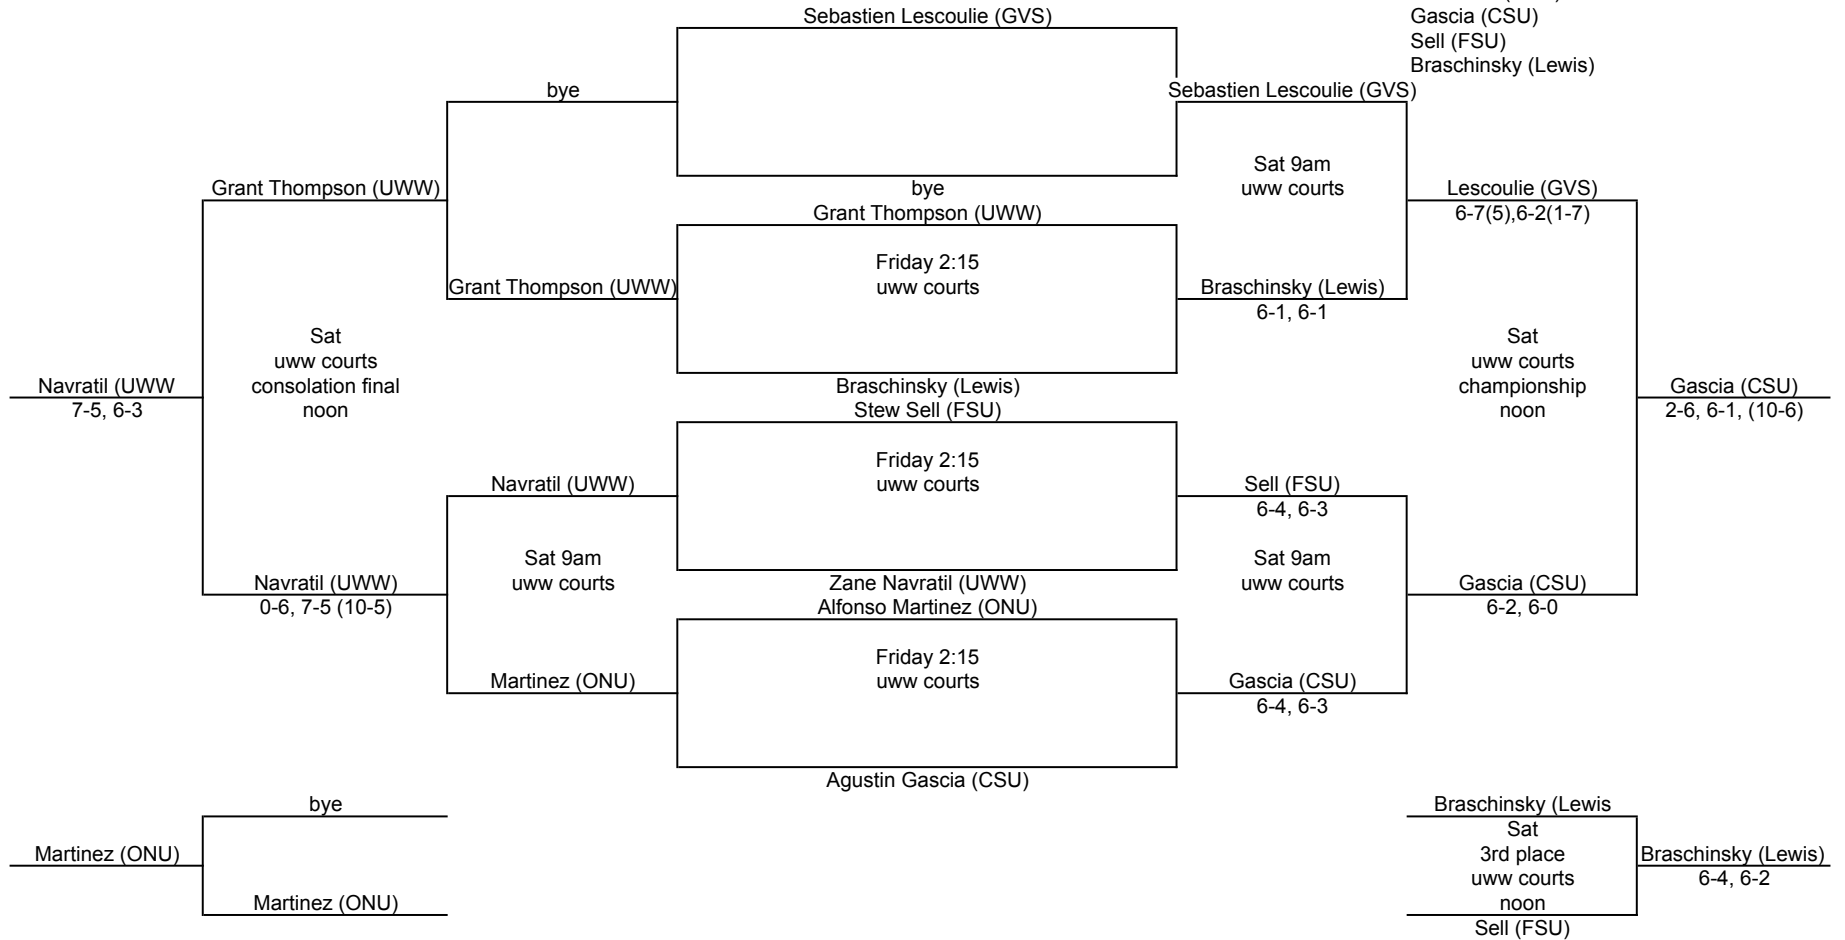 Sebastien Lescoulie (GVS)
Gascia (CSU)
Sell (FSU)
Braschinsky (Lewis)
bye
Sebastien Lescoulie (GVS)
Sat 9am
uww courts
Grant Thompson (UWW)
bye
Lescoulie (GVS)
6-7(5),6-2(1-7)
Grant Thompson (UWW)
Friday 2:15
uww courts
Grant Thompson (UWW)
Braschinsky (Lewis)
6-1, 6-1
Sat
uww courts
consolation final
noon
Sat
uww courts
championship
noon
Navratil (UWW
7-5, 6-3
Braschinsky (Lewis)
Gascia (CSU)
2-6, 6-1, (10-6)
Stew Sell (FSU)
Friday 2:15
uww courts
Navratil (UWW)
Sell (FSU)
6-4, 6-3
Sat 9am
uww courts
Sat 9am
uww courts
Navratil (UWW)
0-6, 7-5 (10-5)
Zane Navratil (UWW)
Gascia (CSU)
6-2, 6-0
Alfonso Martinez (ONU)
Friday 2:15
uww courts
Martinez (ONU)
Gascia (CSU)
6-4, 6-3
Agustin Gascia (CSU)
bye
Martinez (ONU)
Martinez (ONU)
Braschinsky (Lewis
Sat
3rd place
uww courts
noon
Sell (FSU)
Braschinsky (Lewis)
6-4, 6-2